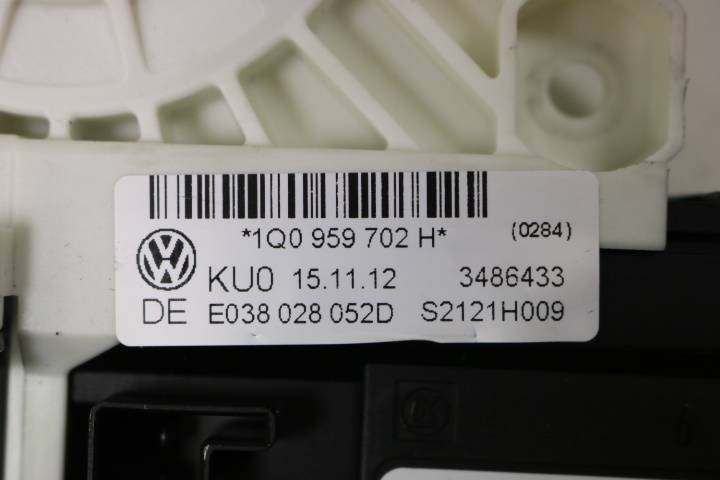 *1Q0 959 702 H* (0284)
KU0 15.11.12 3486433
DE E038 028 052D S2121H009